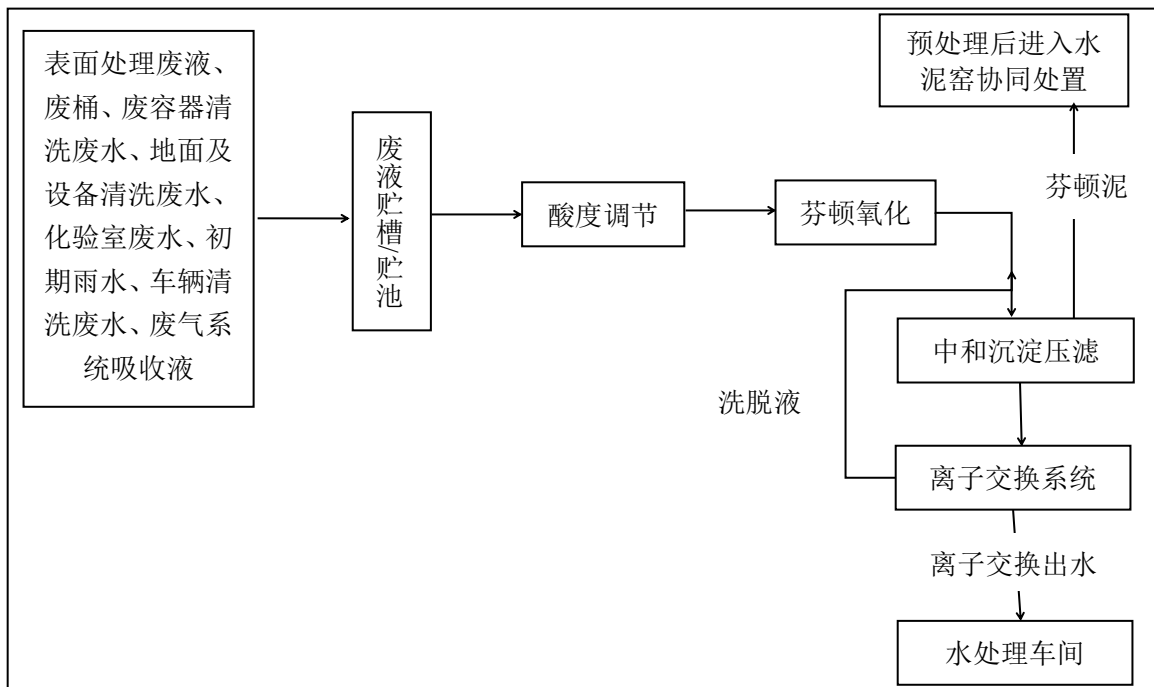 表面处理废液、
废桶、废容器清
洗废水、地面及
设备清洗废水、
化验室废水、初
期雨水、车辆清
洗废水、废气系
统吸收液
废液贮槽/贮池
酸度调节
芬顿氧化
预处理后进入水
泥窑协同处置
芬顿泥
中和沉淀压滤
洗脱液
离子交换系统
离子交换出水
水处理车间